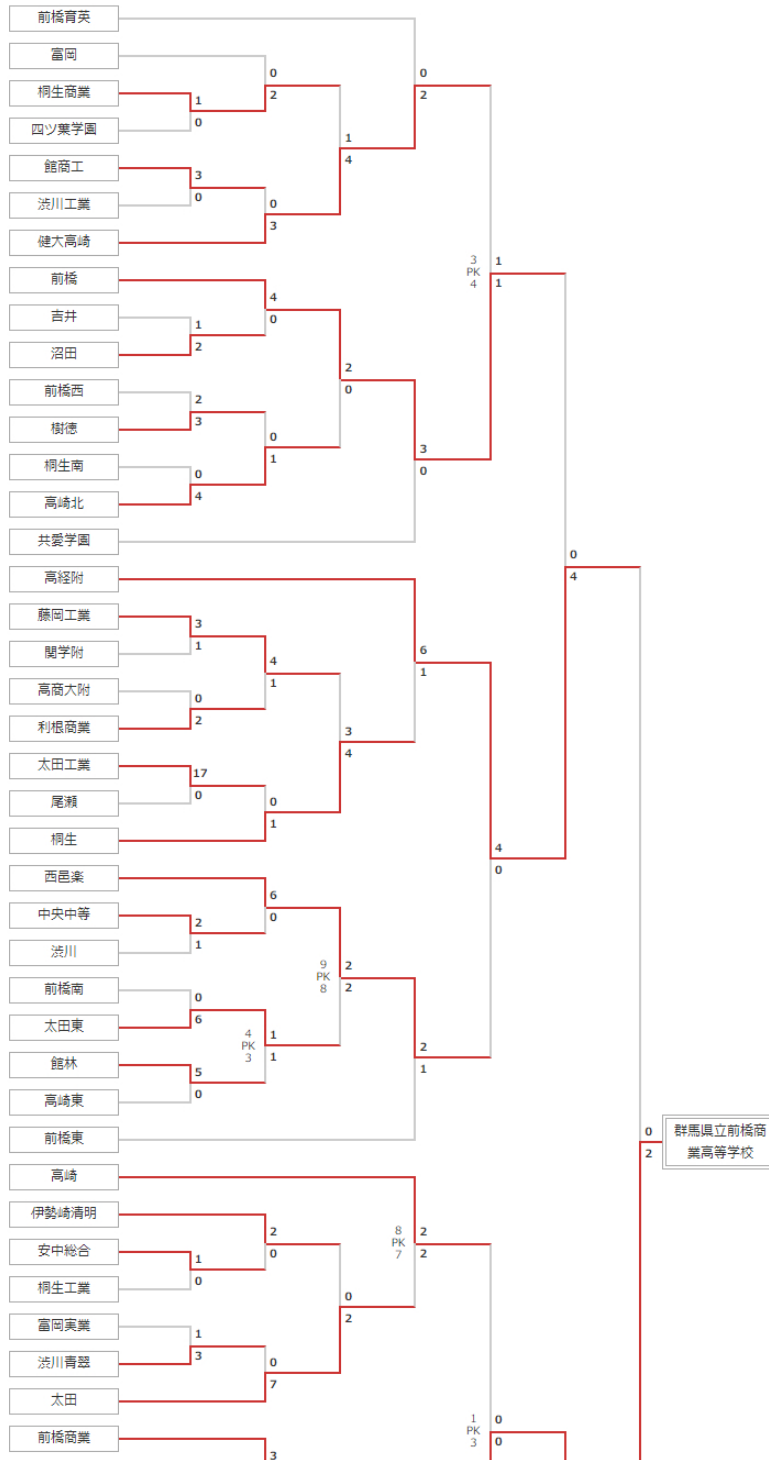 前橋育英
富岡
0
桐生商業
1
2
四ツ葉学園
0
館商工
3
渋川工業
0
0
健大高崎
3
1
4
0
2
前橋
4
吉井
1
0
沼田
2
前橋西
2
樹徳
3
0
桐生南
0
1
高崎北
4
2
0
共愛学園
3
0
3
PK
4
1
1
高経附
藤岡工業
3
関学附
1
4
高商大附
0
1
利根商業
2
太田工業
17
尾瀬
0
0
桐生
1
3
4
6
1
西邑楽
6
中央中等
2
0
渋川
1
前橋南
0
太田東
6
4
PK
3
1
1
館林
5
高崎東
0
9
PK
8
2
2
前橋東
2
1
4
0
0
4
高崎
伊勢崎清明
2
安中総合
1
0
桐生工業
0
富岡実業
1
渋川青翠
3
0
太田
7
0
2
8
PK
7
2
2
前橋商業
3
1
PK
3
0
0
0
2
群馬県立前橋商
業高等学校